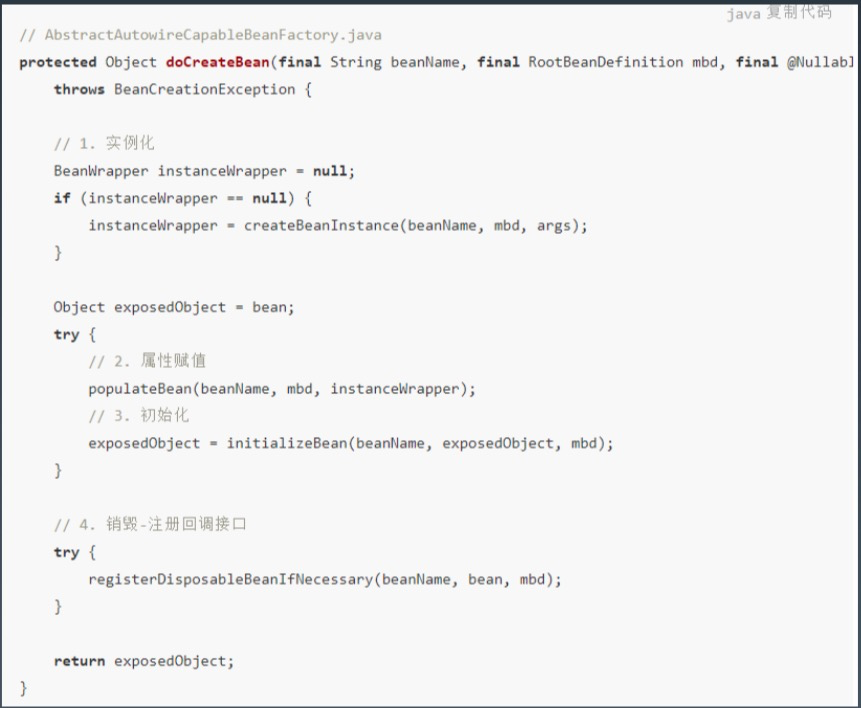 java 复制代码
// AbstractAutowireCapableBeanFactory.java
protected Object doCreateBean(final String beanName, final RootBeanDefinition mbd, final @Nullabl
    throws BeanCreationException {

    // 1. 实例化
    BeanWrapper instanceWrapper = null;
    if (instanceWrapper == null) {
        instanceWrapper = createBeanInstance(beanName, mbd, args);
    }

    Object exposedObject = bean;
    try {
        // 2. 属性赋值
        populateBean(beanName, mbd, instanceWrapper);
        // 3. 初始化
        exposedObject = initializeBean(beanName, exposedObject, mbd);
    }

    // 4. 销毁-注册回调接口
    try {
        registerDisposableBeanIfNecessary(beanName, bean, mbd);
    }

    return exposedObject;
}